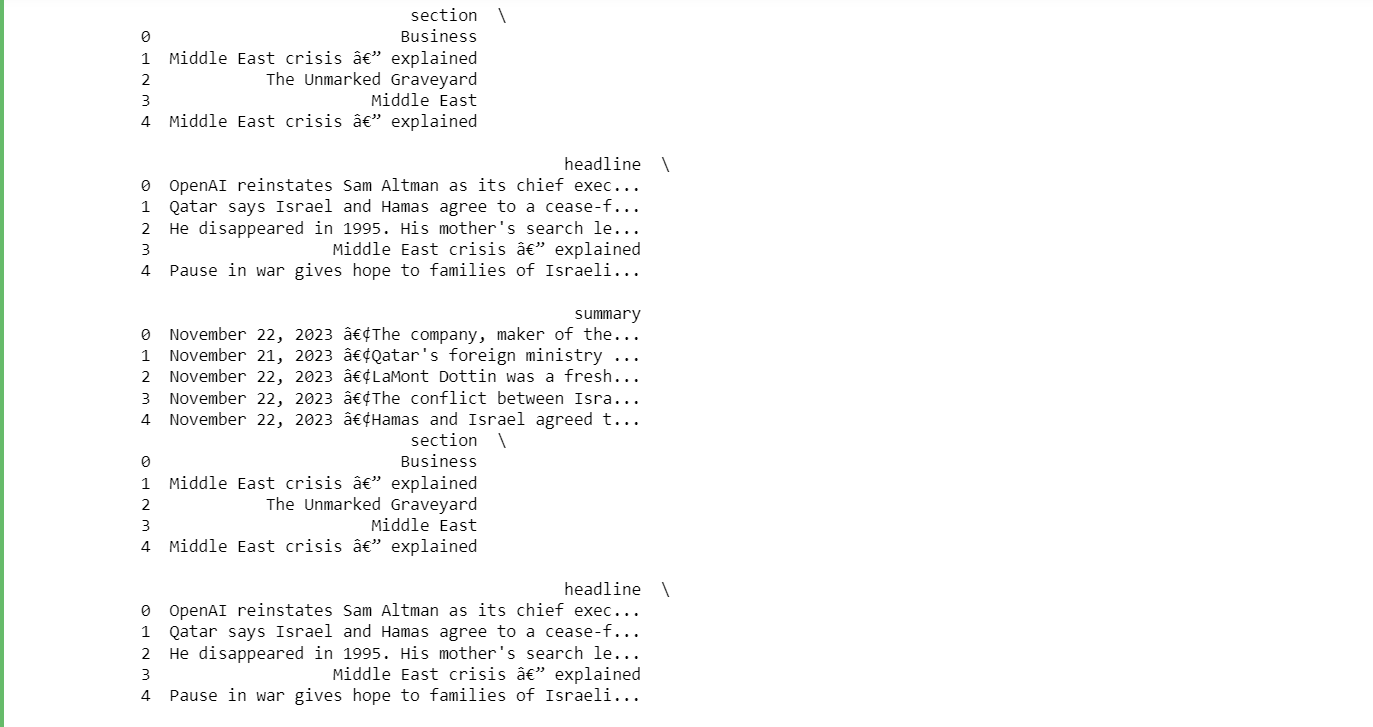 section \
0 Business
1 Middle East crisis â€” explained
2 The Unmarked Graveyard
3 Middle East
4 Middle East crisis â€” explained
headline \
0 OpenAI reinstates Sam Altman as its chief exec...
1 Qatar says Israel and Hamas agree to a cease-f...
2 He disappeared in 1995. His mother's search le...
3 Middle East crisis â€” explained
4 Pause in war gives hope to families of Israeli...
summary
0 November 22, 2023 â€¢The company, maker of the...
1 November 21, 2023 â€¢Qatar's foreign ministry ...
2 November 22, 2023 â€¢LaMont Dottin was a fresh...
3 November 22, 2023 â€¢The conflict between Isra...
4 November 22, 2023 â€¢Hamas and Israel agreed t...
section \
0 Business
1 Middle East crisis â€” explained
2 The Unmarked Graveyard
3 Middle East
4 Middle East crisis â€” explained
headline \
0 OpenAI reinstates Sam Altman as its chief exec...
1 Qatar says Israel and Hamas agree to a cease-f...
2 He disappeared in 1995. His mother's search le...
3 Middle East crisis â€” explained
4 Pause in war gives hope to families of Israeli...